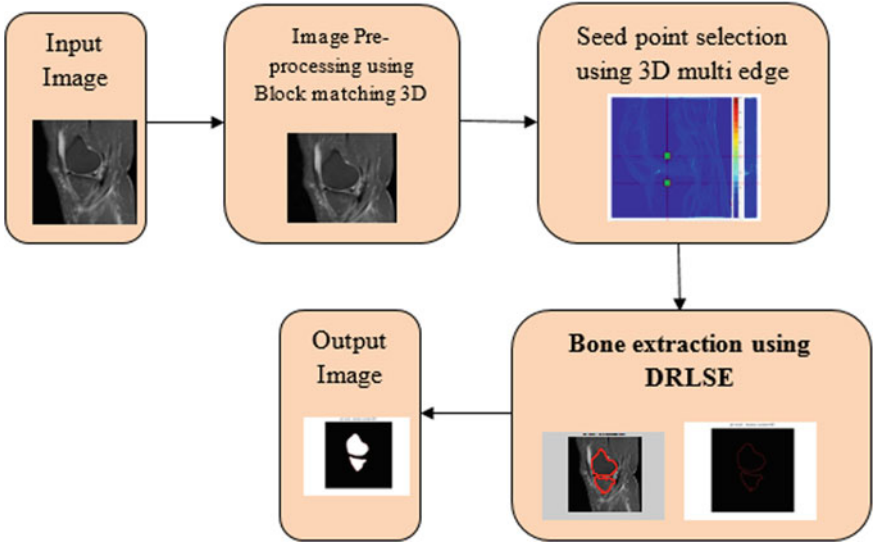 Input
Image
Image Pre-
processing using
Block matching 3D
Seed point selection
using 3D multi edge
Bone extraction using
DRLSE
Output
Image